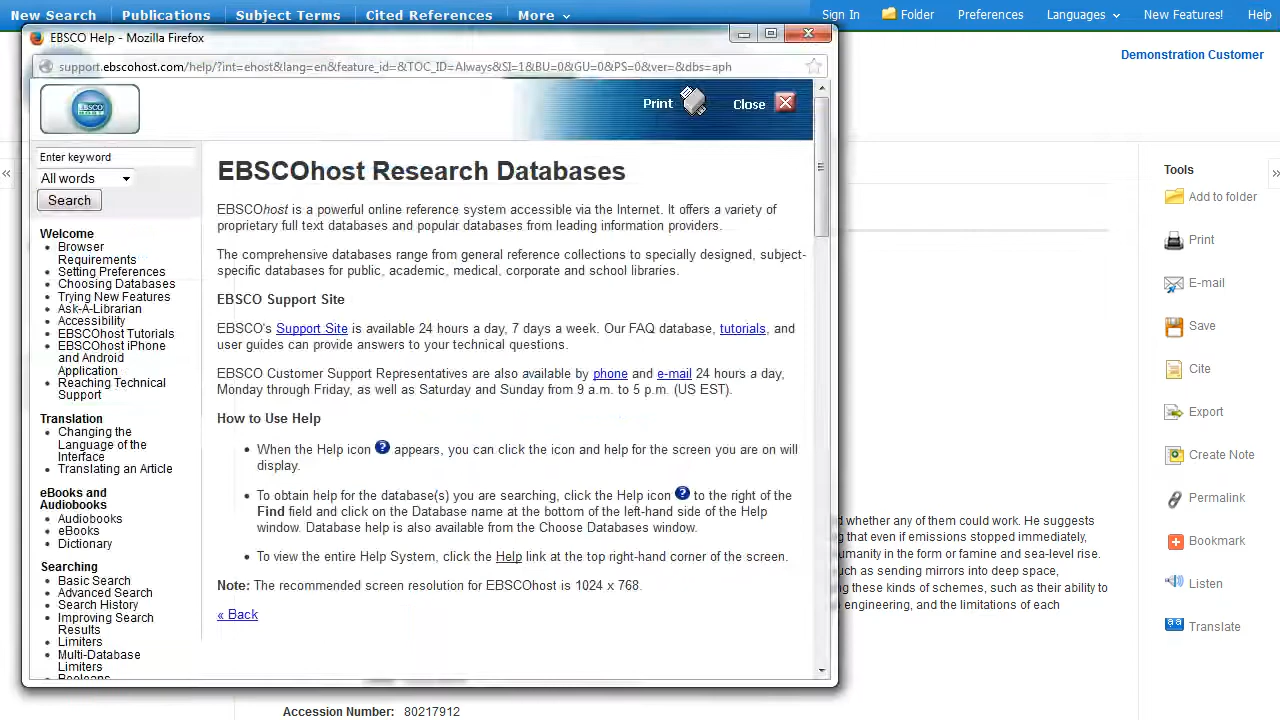 New Search Publications Subject Terms Cited References More
Sign In Folder Preferences Languages New Features! Help
Demonstration Customer
EBSCO Help - Mozilla Firefox
support.ebscohost.com/help/?int=ehost&lang=en&feature_id=&TOC_ID=Always&SI=1&BU=0&GU=0&PS=0&ver=&dbs=aph
EBSCO
HOST
Print Close
Enter keyword
All words
Search
Welcome
Browser
Requirements
Setting Preferences
Choosing Databases
Trying New Features
Ask-A-Librarian
Accessibility
EBSCOhost Tutorials
EBSCOhost iPhone
and Android
Application
Reaching Technical
Support
Translation
Changing the
Language of the
Interface
Translating an Article
eBooks and
Audiobooks
Audiobooks
eBooks
Dictionary
Searching
Basic Search
Advanced Search
Search History
Improving Search
Results
Limiters
Multi-Database
Limiters
Booleans
EBSCOhost Research Databases
EBSCOhost is a powerful online reference system accessible via the Internet. It offers a variety of
proprietary full text databases and popular databases from leading information providers.
The comprehensive databases range from general reference collections to specially designed, subject-
specific databases for public, academic, medical, corporate and school libraries.
EBSCO Support Site
EBSCO's Support Site is available 24 hours a day, 7 days a week. Our FAQ database, tutorials, and
user guides can provide answers to your technical questions.
EBSCO Customer Support Representatives are also available by phone and e-mail 24 hours a day,
Monday through Friday, as well as Saturday and Sunday from 9 a.m. to 5 p.m. (US EST).
How to Use Help
When the Help icon ? appears, you can click the icon and help for the screen you are on will
display.
To obtain help for the database(s) you are searching, click the Help icon ? to the right of the
Find field and click on the Database name at the bottom of the left-hand side of the Help
window. Database help is also available from the Choose Databases window.
To view the entire Help System, click the Help link at the top right-hand corner of the screen.
Note: The recommended screen resolution for EBSCOhost is 1024 x 768.
« Back
Tools
Add to folder
Print
E-mail
Save
Cite
Export
Create Note
Permalink
Bookmark
Listen
Translate
d whether any of them could work. He suggests
g that even if emissions stopped immediately,
umanity in the form or famine and sea-level rise.
uch as sending mirrors into deep space,
ing these kinds of schemes, such as their ability to
engineering, and the limitations of each
Accession Number: 80217912